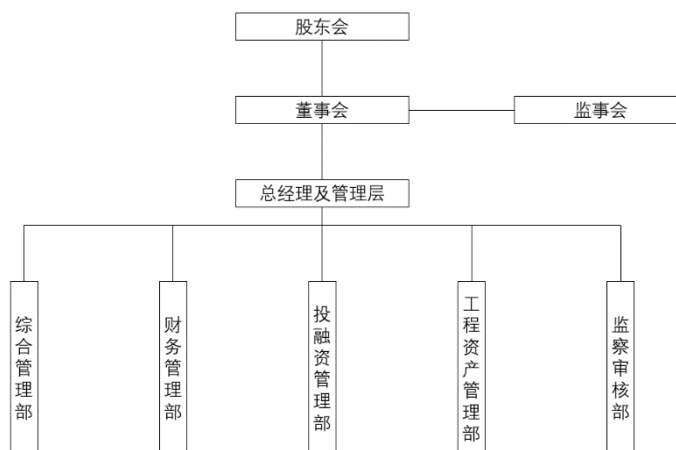 股东会
董事会
监事会
总经理及管理层
综合管理部
财务管理部
投融资管理部
工程资产管理部
监察审核部